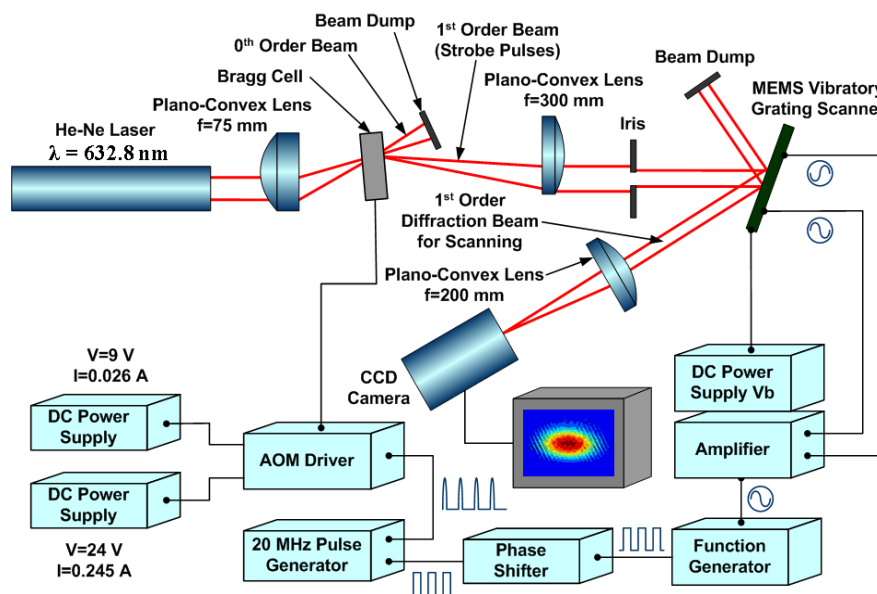 Beam Dump
0th Order Beam
Bragg Cell
Plano-Convex Lens
f=75 mm
He-Ne Laser
λ = 632.8 nm
1st Order Beam
(Strobe Pulses)
Plano-Convex Lens
f=300 mm
Iris
Beam Dump
MEMS Vibratory
Grating Scanne
1st Order
Diffraction Beam
for Scanning
Plano-Convex Lens
f=200 mm
CCD
Camera
V=9 V
I=0.026 A
DC Power
Supply
DC Power
Supply
V=24 V
I=0.245 A
AOM Driver
20 MHz Pulse
Generator
Phase
Shifter
Function
Generator
DC Power
Supply Vb
Amplifier